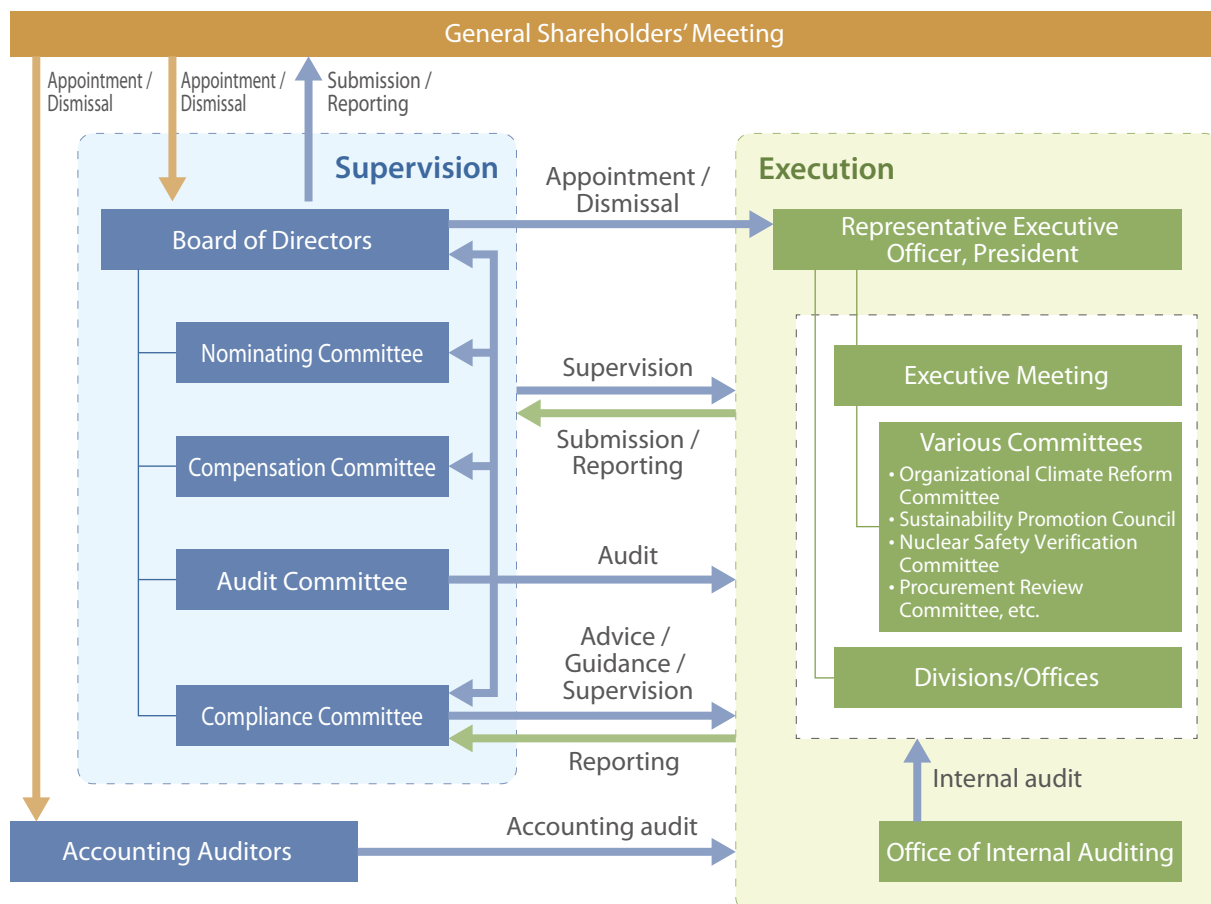 General Shareholders' Meeting
Appointment /
Dismissal
Appointment /
Dismissal
Submission /
Reporting
Supervision
Board of Directors
Nominating Committee
Compensation Committee
Audit Committee
Compliance Committee
Accounting Auditors
Appointment /
Dismissal
Supervision
Submission /
Reporting
Audit
Advice /
Guidance /
Supervision
Reporting
Accounting audit
Execution
Representative Executive
Officer, President
Executive Meeting
Various Committees
• Organizational Climate Reform
Committee
• Sustainability Promotion Council
• Nuclear Safety Verification
Committee
• Procurement Review
Committee, etc.
Divisions/Offices
Internal audit
Office of Internal Auditing